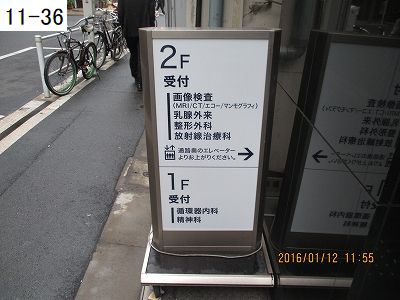 11-36
2F
受付
画像検査
(MRI/CT/エコー/マンモグラフィ)
乳腺外来
整形外科
放射線治療科
通路奥のエレベーター
よりお上がりください。
1F
受付
循環器内科
精神科
2016/01/12 11:55